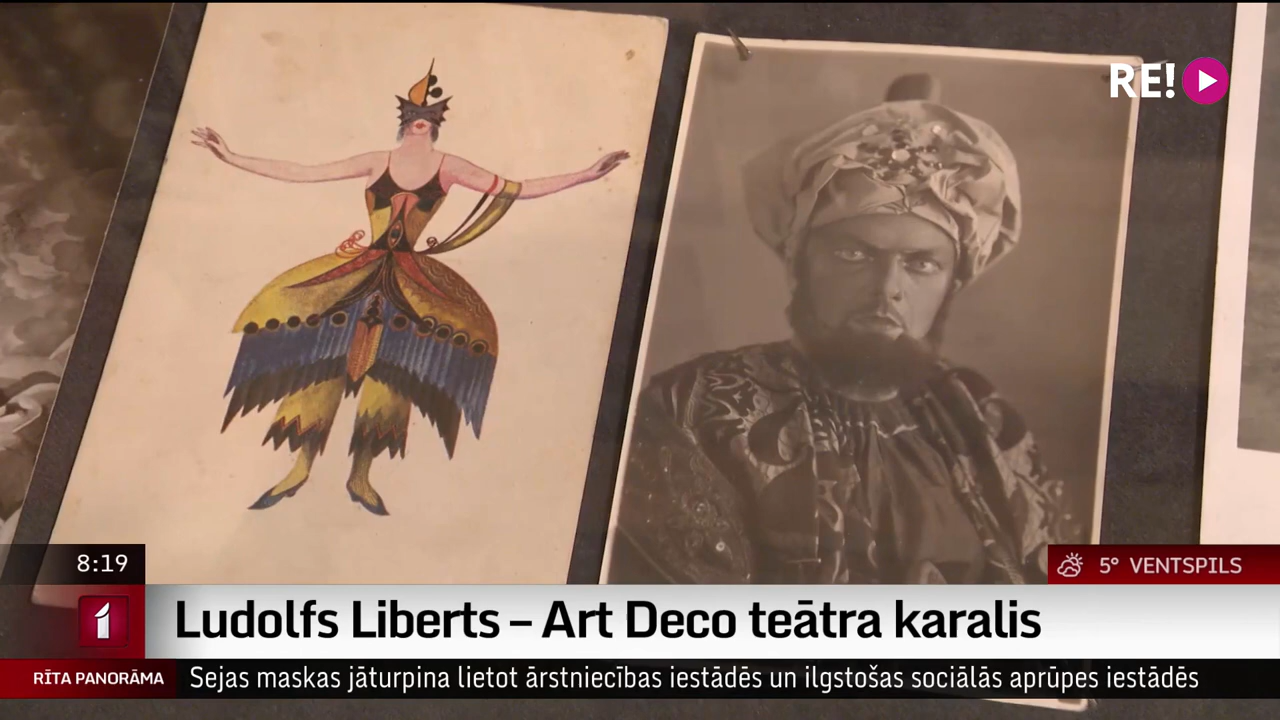 RE!
8:19
5° VENTSPILS
1
Ludolfs Liberts – Art Deco teātra karalis
RĪTA PANORĀMA
Sejas maskas jāturpina lietot ārstniecības iestādēs un ilgstošas sociālās aprūpes iestādēs